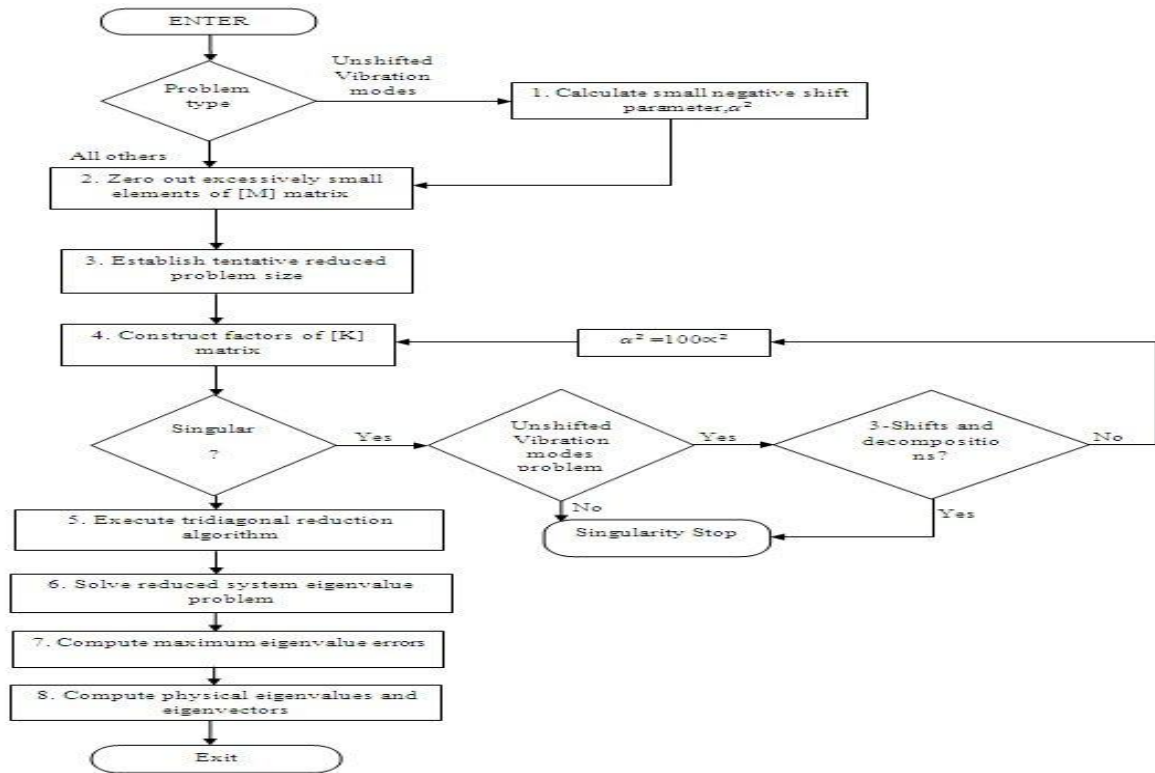 ENTER
Unshifted
Vibration
modes
Problem
type
1. Calculate small negative shift
parameter,α²
All others
2. Zero out excessively small
elements of [M] matrix
3. Establish tentative reduced
problem size
4. Construct factors of [K]
matrix
α²=100∝²
Singular
?
Yes
Unshifted
Vibration
modes
problem
Yes
3-Shifts and
decompositio
ns?
No
No
Yes
Singularity Stop
5. Execute tridiagonal reduction
algorithm
6. Solve reduced system eigenvalue
problem
7. Compute maximum eigenvalue errors
8. Compute physical eigenvalues and
eigenvectors
Exit